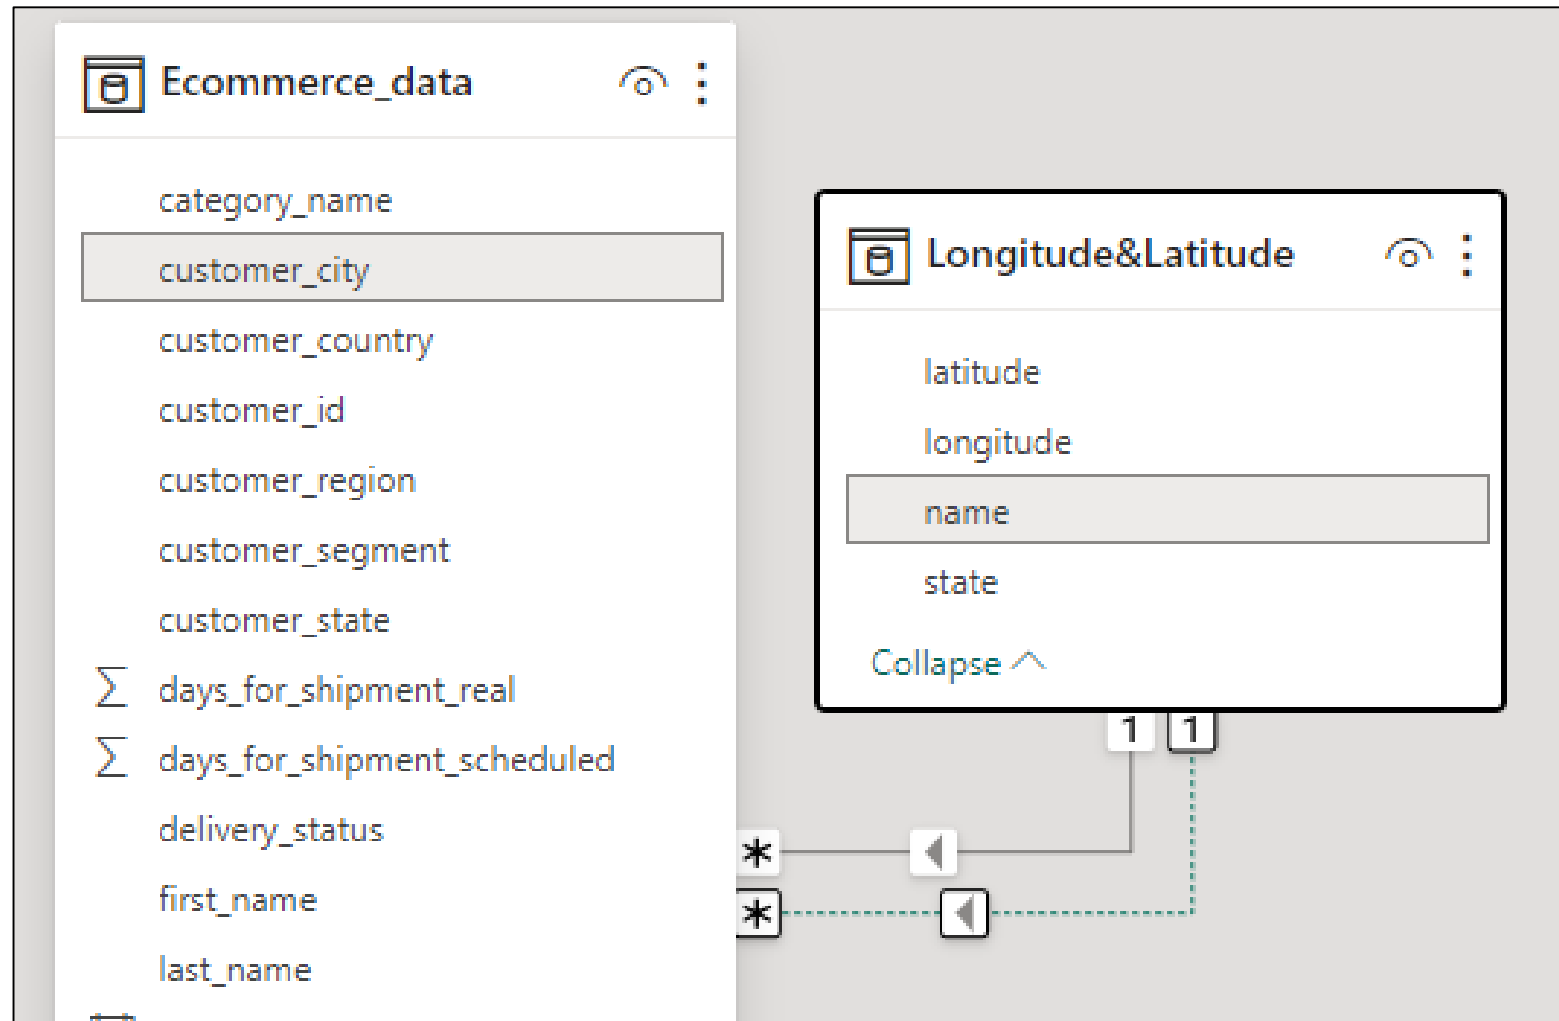 Ecommerce_data
category_name
customer_city
customer_country
customer_id
customer_region
customer_segment
customer_state
∑ days_for_shipment_real
∑ days_for_shipment_scheduled
delivery_status
first_name
last_name
Longitude&Latitude
latitude
longitude
name
state
Collapse
1 1
*
*